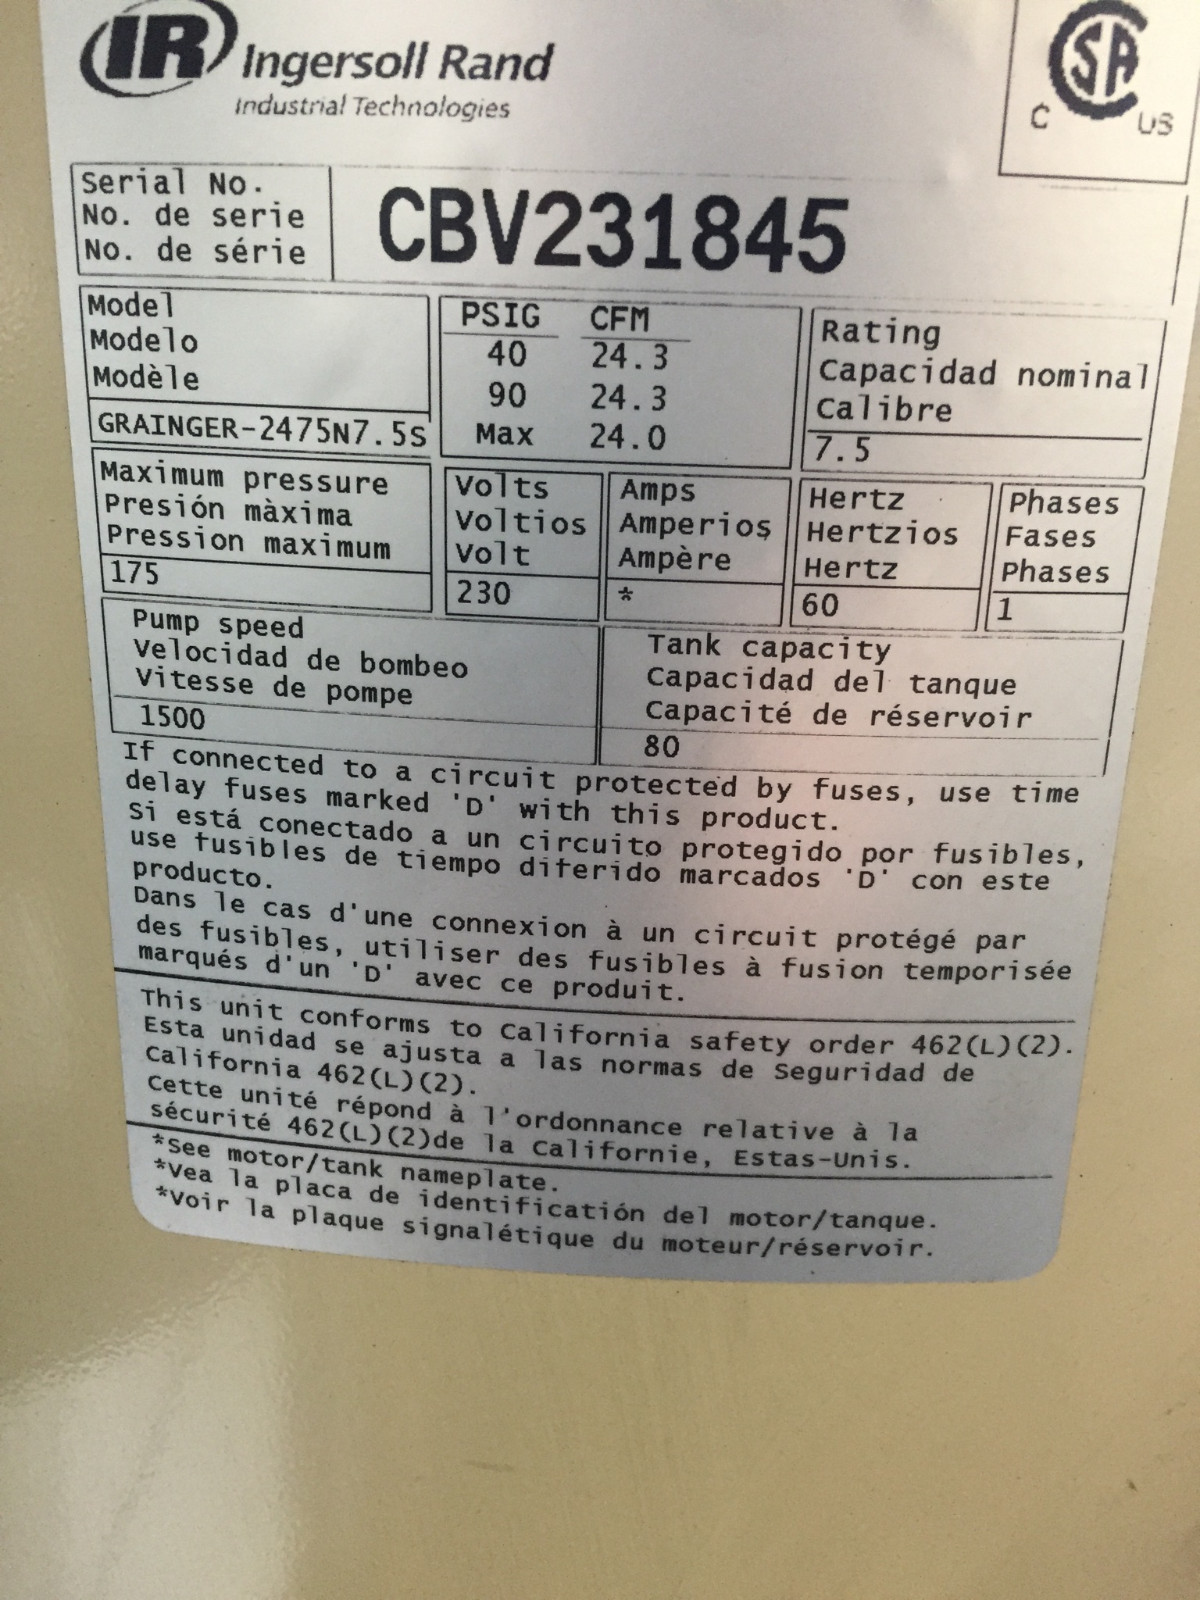 IR Ingersoll Rand
Industrial Technologies
CSA
C US
Serial No.
No. de serie
No. de série
CBV231845
Model
Modelo
Modèle
GRAINGER-2475N7.5S
PSIG CFM
40 24.3
90 24.3
Max 24.0
Rating
Capacidad nominal
Calibre
7.5
Maximum pressure
Presión màxima
Pression maximum
175
Volts
Voltios
Volt
230
Amps
Amperios
Ampère
*
Hertz
Hertzios
Hertz
60
Phases
Fases
Phases
1
Pump speed
Velocidad de bombeo
Vitesse de pompe
1500
Tank capacity
Capacidad del tanque
Capacité de réservoir
80
If connected to a circuit protected by fuses, use time
delay fuses marked 'D' with this product.
Si está conectado a un circuito protegido por fusibles,
use fusibles de tiempo diferido marcados 'D' con este
producto.
Dans le cas d'une connexion à un circuit protégé par
des fusibles, utiliser des fusibles à fusion temporisée
marqués d'un 'D' avec ce produit.
This unit conforms to California safety order 462(L)(2).
Esta unidad se ajusta a las normas de Seguridad de
California 462(L)(2).
Cette unité répond à l'ordonnance relative à la
sécurité 462(L)(2)de la Californie, Estas-Unis.
*See motor/tank nameplate.
*Vea la placa de identificación del motor/tanque.
*Voir la plaque signalétique du moteur/réservoir.